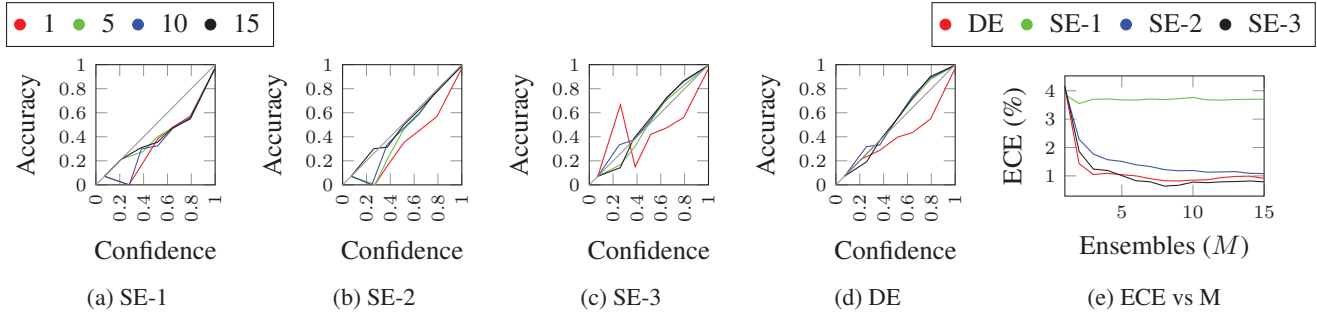 1 5 10 15
DE SE-1 SE-2 SE-3
Accuracy
1
0.8
0.6
0.4
0.2
0
0 0.2 0.4 0.6 0.8 1
Confidence
(a) SE-1
Accuracy
1
0.8
0.6
0.4
0.2
0
0 0.2 0.4 0.6 0.8 1
Confidence
(b) SE-2
Accuracy
1
0.8
0.6
0.4
0.2
0
0 0.2 0.4 0.6 0.8 1
Confidence
(c) SE-3
Accuracy
1
0.8
0.6
0.4
0.2
0
0 0.2 0.4 0.6 0.8 1
Confidence
(d) DE
ECE (%)
4
3
2
1
5 10 15
Ensembles (M)
(e) ECE vs M